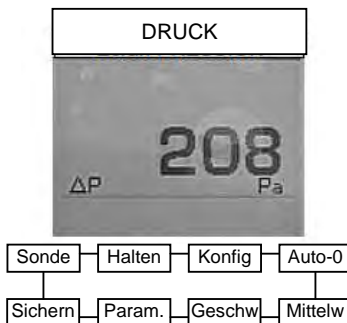 DRUCK
208
ΔP Pa
Sonde Halten Konfig Auto-0
Sichern Param. Geschw Mittelw